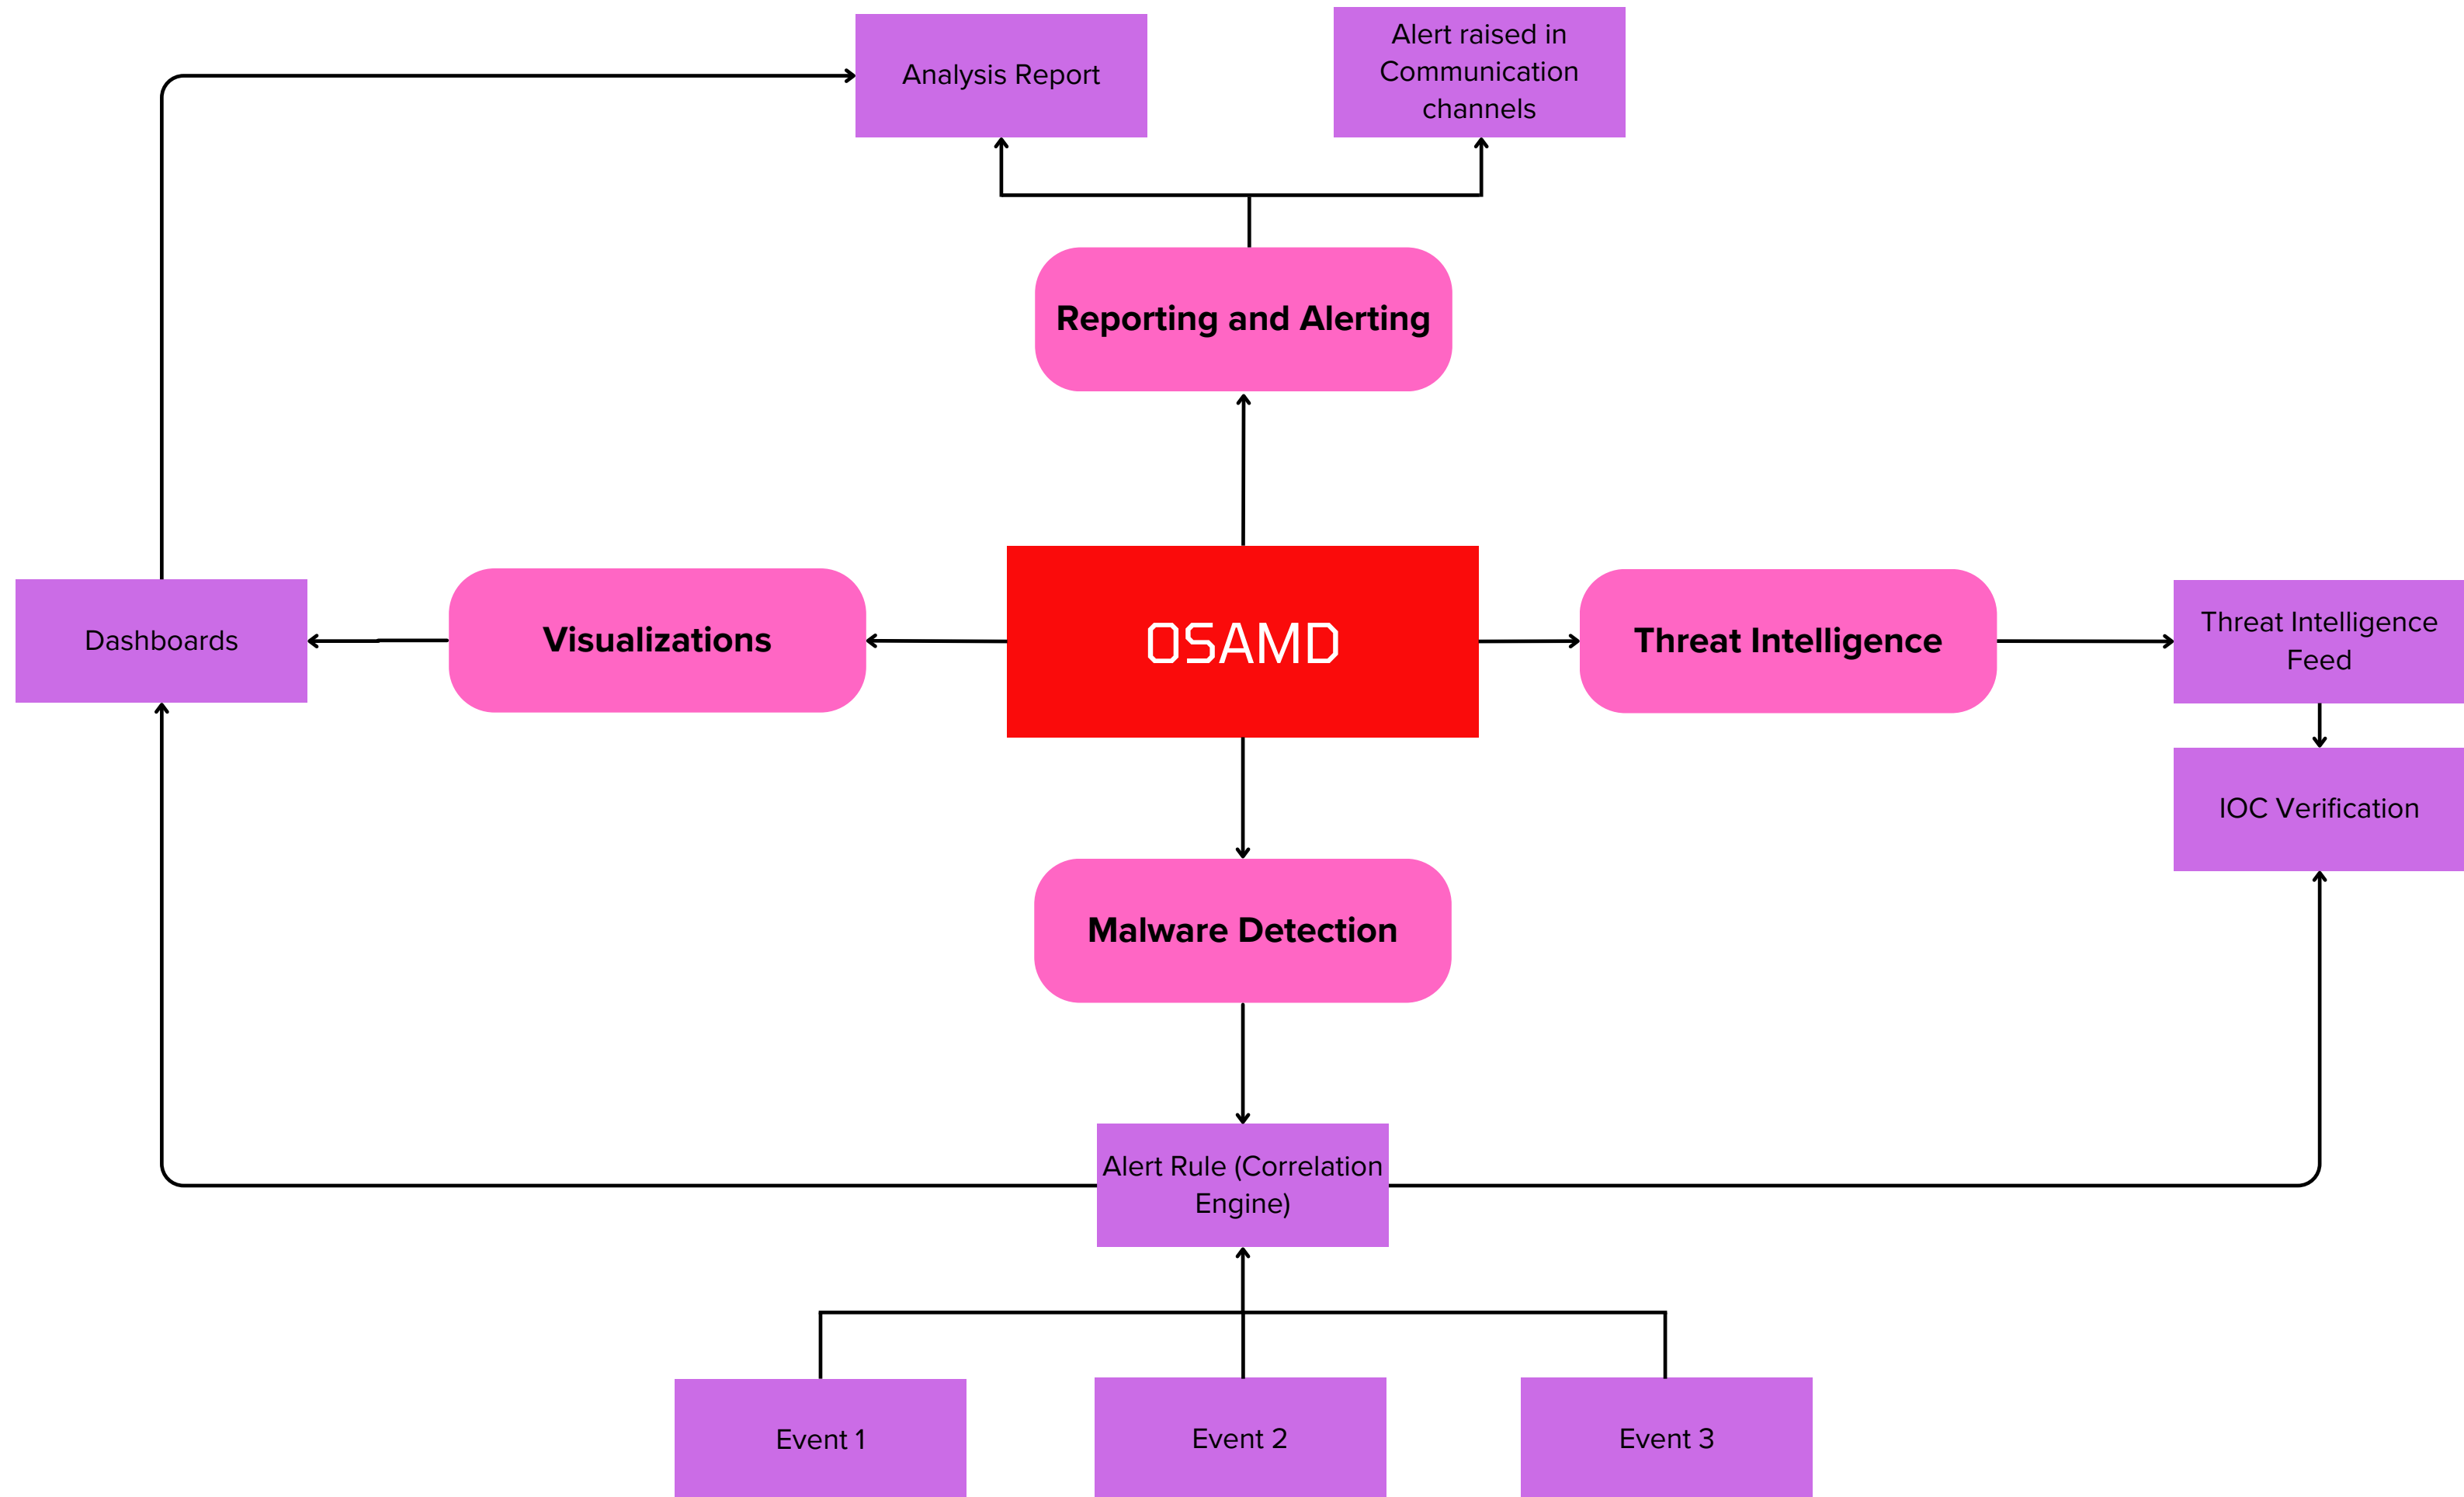 Analysis Report
Alert raised in
Communication
channels
Reporting and Alerting
Dashboards
Visualizations
OSAMD
Threat Intelligence
Threat Intelligence
Feed
IOC Verification
Malware Detection
Alert Rule (Correlation
Engine)
Event 1
Event 2
Event 3